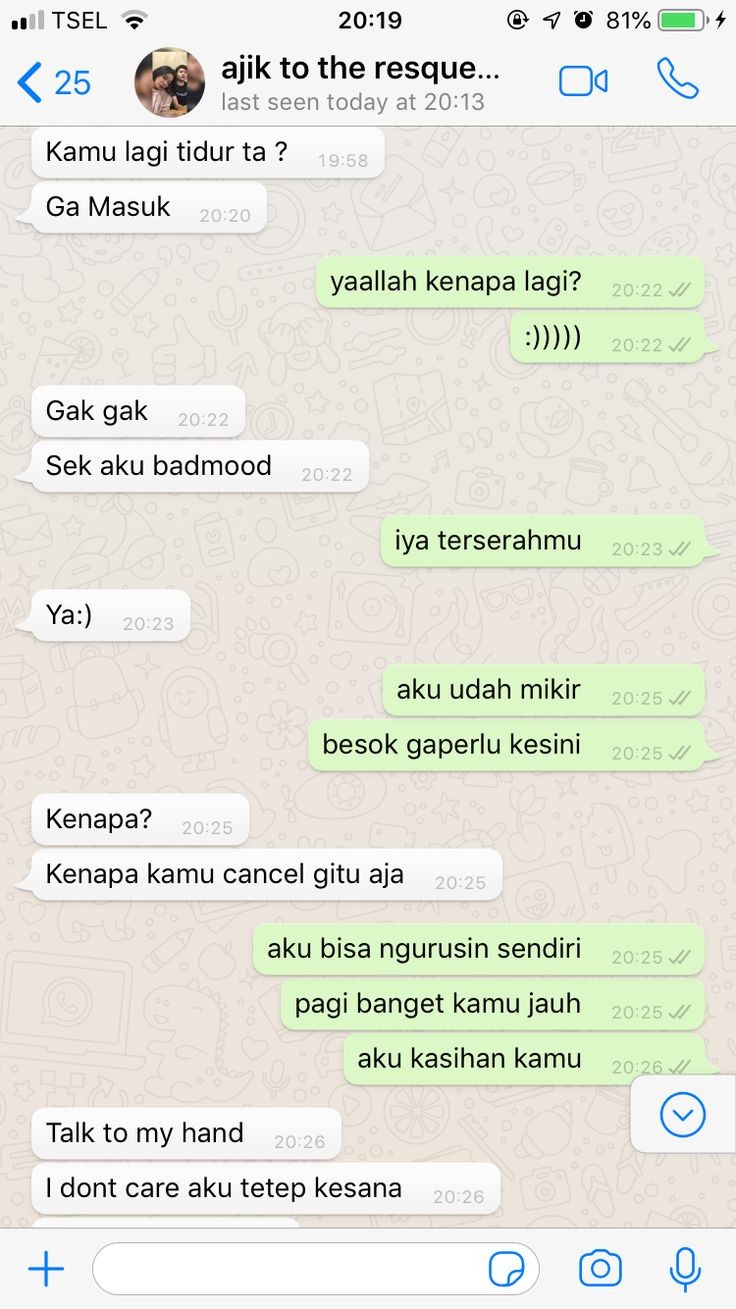 TSEL 20:19 81%
25 ajik to the resque...
last seen today at 20:13
Kamu lagi tidur ta ? 19:58
Ga Masuk 20:20
yaallah kenapa lagi? 20:22
:))))) 20:22
Gak gak 20:22
Sek aku badmood 20:22
iya terserahmu 20:23
Ya:) 20:23
aku udah mikir 20:25
besok gaperlu kesini 20:25
Kenapa? 20:25
Kenapa kamu cancel gitu aja 20:25
aku bisa ngurusin sendiri 20:25
pagi banget kamu jauh 20:25
aku kasihan kamu 20:26
Talk to my hand 20:26
I dont care aku tetep kesana 20:26